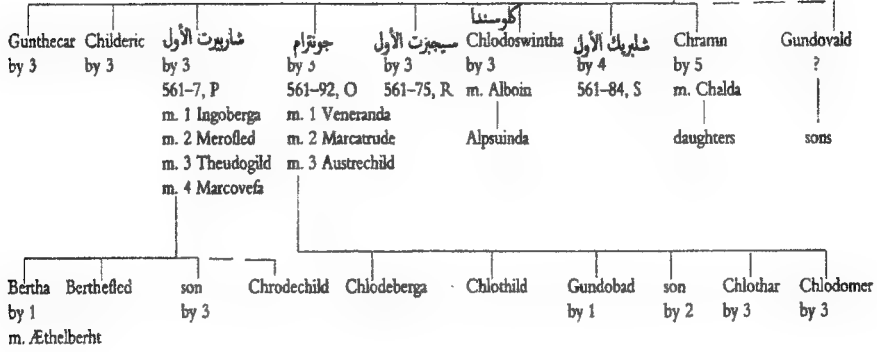 كلوسندا
Gunthecar Childeric شاربيرت الأول جونترام سيجبرت الأول Chlodoswintha شلبريك الأول Chramn Gundovald
by 3 by 3 by 3 by 3 by 3 by 3 by 4 by 5 ?
561–7, P 561–92, O 561–75, R m. Alboin 561–84, S m. Chalda
m. 1 Ingoberga m. 1 Veneranda
m. 2 Merofled m. 2 Marcatrude Alpsuinda daughters sons
m. 3 Theudogild m. 3 Austrechild
m. 4 Marcovefa
Bertha Berthefled son Chrodechild Chlodeberga Chlothild Gundobad son Chlothar Chlodomer
by 1 by 3 by 1 by 2 by 3 by 3
m. Æthelberht